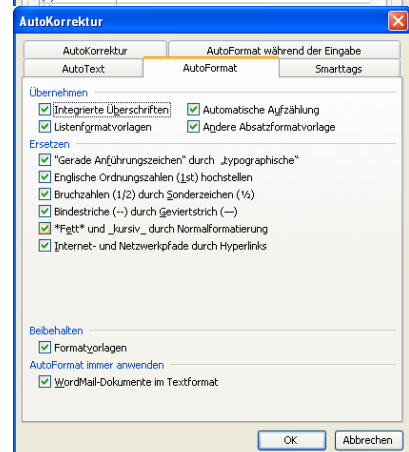 AutoKorrektur
AutoKorrektur AutoFormat während der Eingabe
AutoText AutoFormat Smarttags
Übernehmen
Integrierte Überschriften Automatische Aufzählung
Listenformatvorlagen Andere Absatzformatvorlage
Ersetzen
"Gerade Anführungszeichen" durch „typographische“
Englische Ordnungszahlen (1st) hochstellen
Bruchzahlen (1/2) durch Sonderzeichen (½)
Bindestriche (--) durch Geviertstrich (—)
*Fett* und _kursiv_ durch Normalformatierung
Internet- und Netzwerkpfade durch Hyperlinks
Beibehalten
Formatvorlagen
AutoFormat immer anwenden
WordMail-Dokumente im Textformat
OK Abbrechen